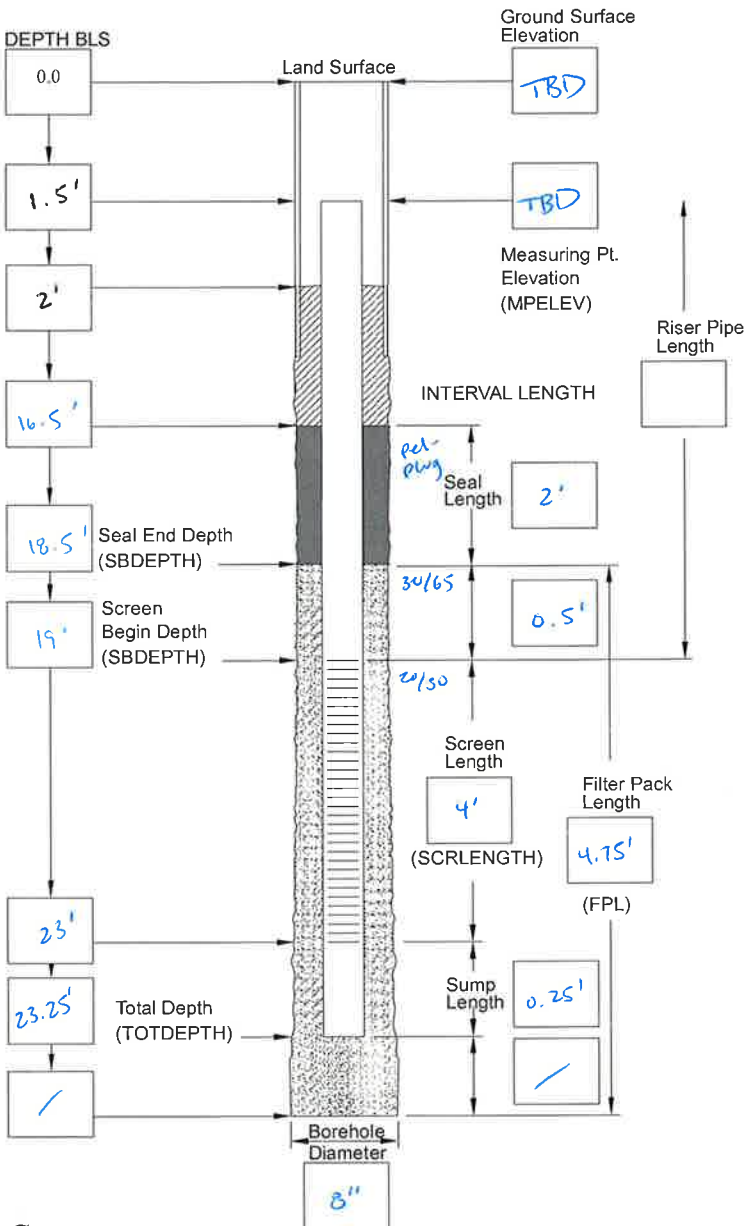 DEPTH BLS
Ground Surface
Elevation
0.0
Land Surface
TBD
1.5'
TBD
2'
Measuring Pt.
Elevation
(MPELEV)
Riser Pipe
Length
16.5'
INTERVAL LENGTH
pel-
plug
Seal
Length
2'
18.5'
Seal End Depth
(SBDEPTH)
30/65
0.5'
19'
Screen
Begin Depth
(SBDEPTH)
20/30
Screen
Length
4'
(SCRLENGTH)
Filter Pack
Length
4.75'
(FPL)
23'
23.25'
Total Depth
(TOTDEPTH)
Sump
Length
0.25'
/
/
Borehole
Diameter
8"